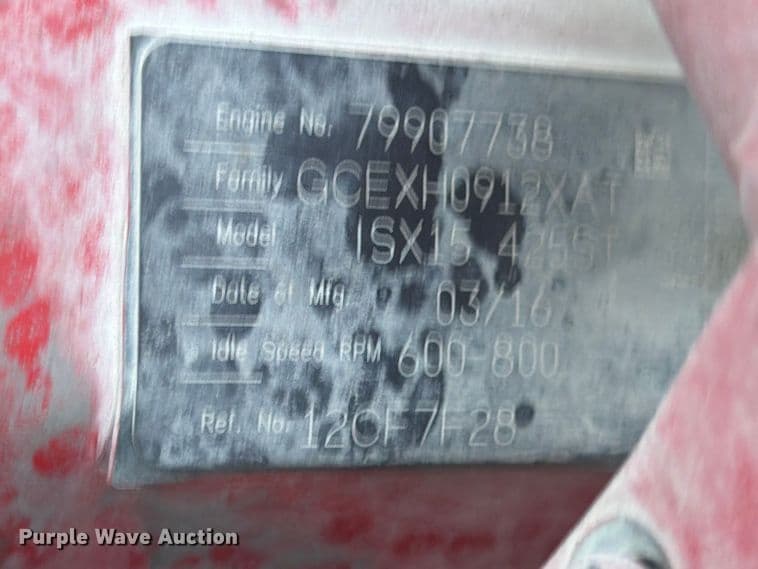 Engine No. 79907738
Family GCEXH0912XAT
Model ISX15 425ST
Date of Mfg. 03/16
Idle Speed RPM 600-800
Ref. No. 12CF7F28
Purple Wave Auction